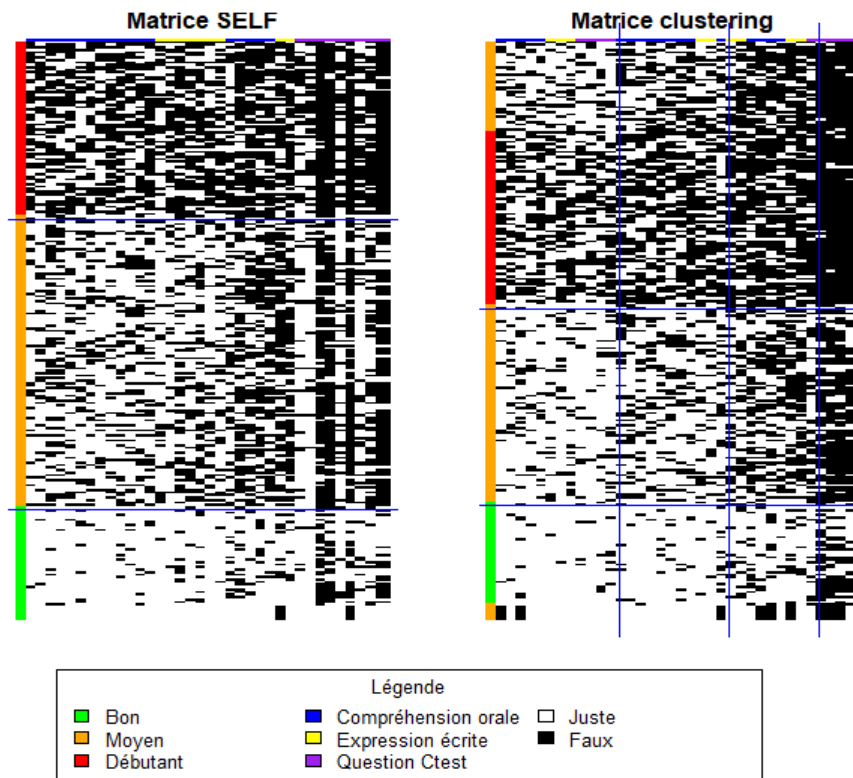 Matrice SELF
Matrice clustering
Légende
Bon
Compréhension orale
Juste
Moyen
Expression écrite
Faux
Débutant
Question Ctest